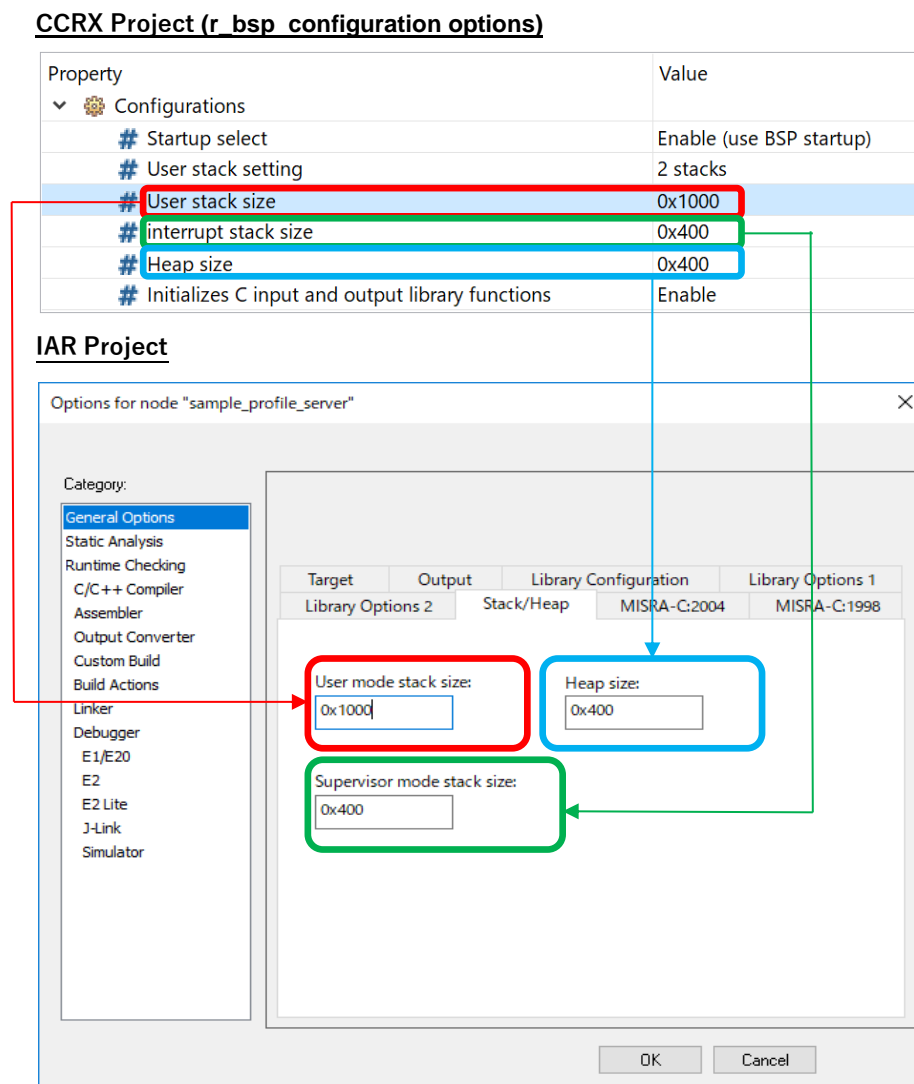 CCRX Project (r_bsp configuration options)
Property Value
Configurations
# Startup select Enable (use BSP startup)
# User stack setting 2 stacks
# User stack size 0x1000
# interrupt stack size 0x400
# Heap size 0x400
# Initializes C input and output library functions Enable
IAR Project
Options for node "sample_profile_server"
Category:
General Options
Static Analysis
Runtime Checking
C/C++ Compiler
Assembler
Output Converter
Custom Build
Build Actions
Linker
Debugger
E1/E20
E2
E2 Lite
J-Link
Simulator
Target Output Library Configuration Library Options 1
Library Options 2 Stack/Heap MISRA-C:2004 MISRA-C:1998
User mode stack size: Heap size:
0x1000 0x400
Supervisor mode stack size:
0x400
OK Cancel